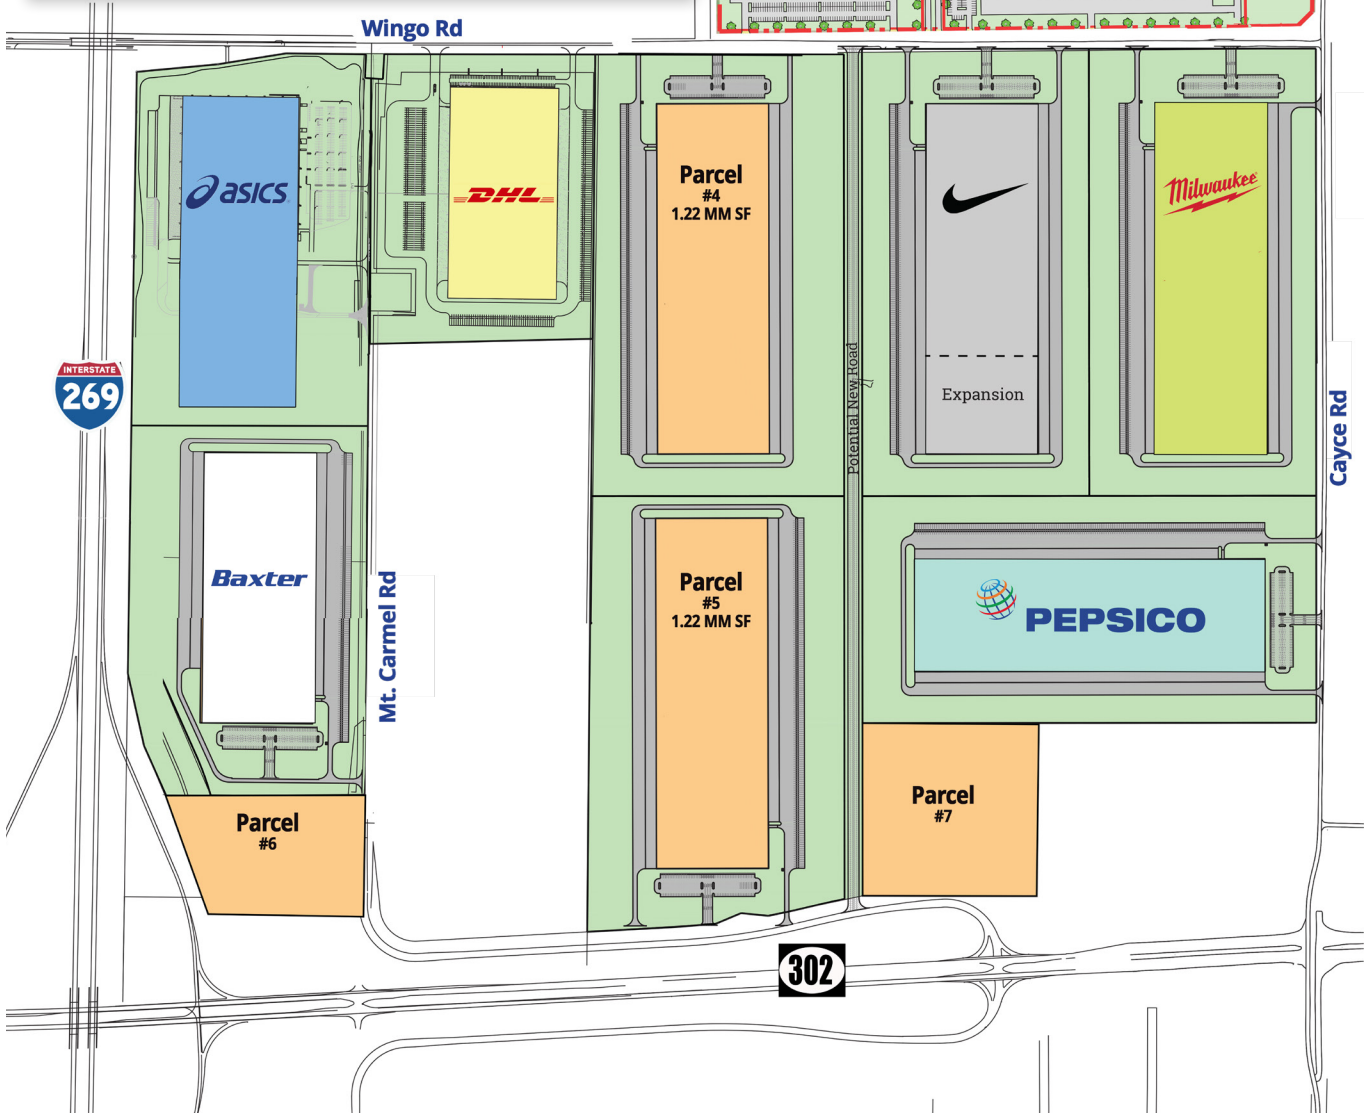 Wingo Rd
asics
DHL
Parcel
#4
1.22 MM SF
Milwaukee
INTERSTATE
269
Potential New Road
Expansion
Cayce Rd
Baxter
Mt. Carmel Rd
Parcel
#5
1.22 MM SF
PEPSICO
Parcel
#6
Parcel
#7
302